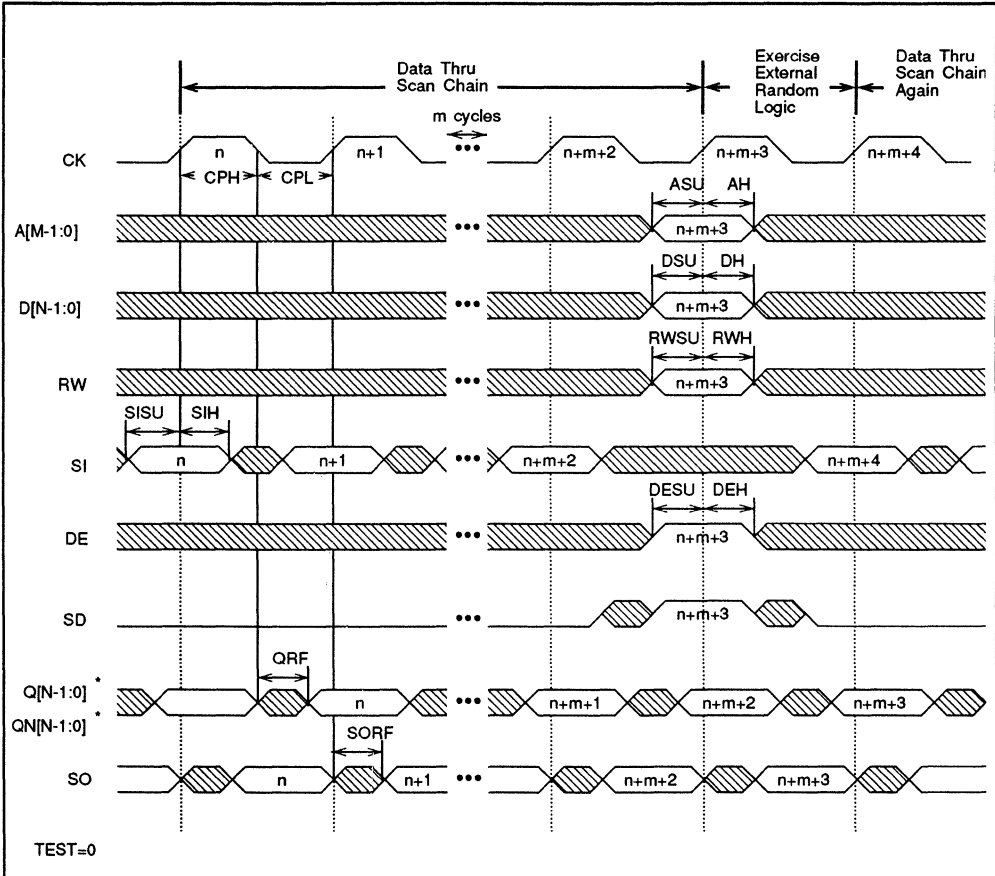 Data Thru
Scan Chain
Exercise
External
Random
Logic
Data Thru
Scan Chain
Again
m cycles
CK
n
n+1
•••
n+m+2
n+m+3
n+m+4
CPH
CPL
ASU
AH
A[M-1:0]
•••
n+m+3
DSU
DH
D[N-1:0]
•••
n+m+3
RWSU
RWH
RW
•••
n+m+3
SISU
SIH
SI
n
n+1
•••
n+m+2
n+m+4
DESU
DEH
DE
•••
n+m+3
SD
•••
n+m+3
QRF
Q[N-1:0] *
n
•••
n+m+1
n+m+2
n+m+3
QN[N-1:0] *
SORF
SO
n
n+1
•••
n+m+2
n+m+3
TEST=0